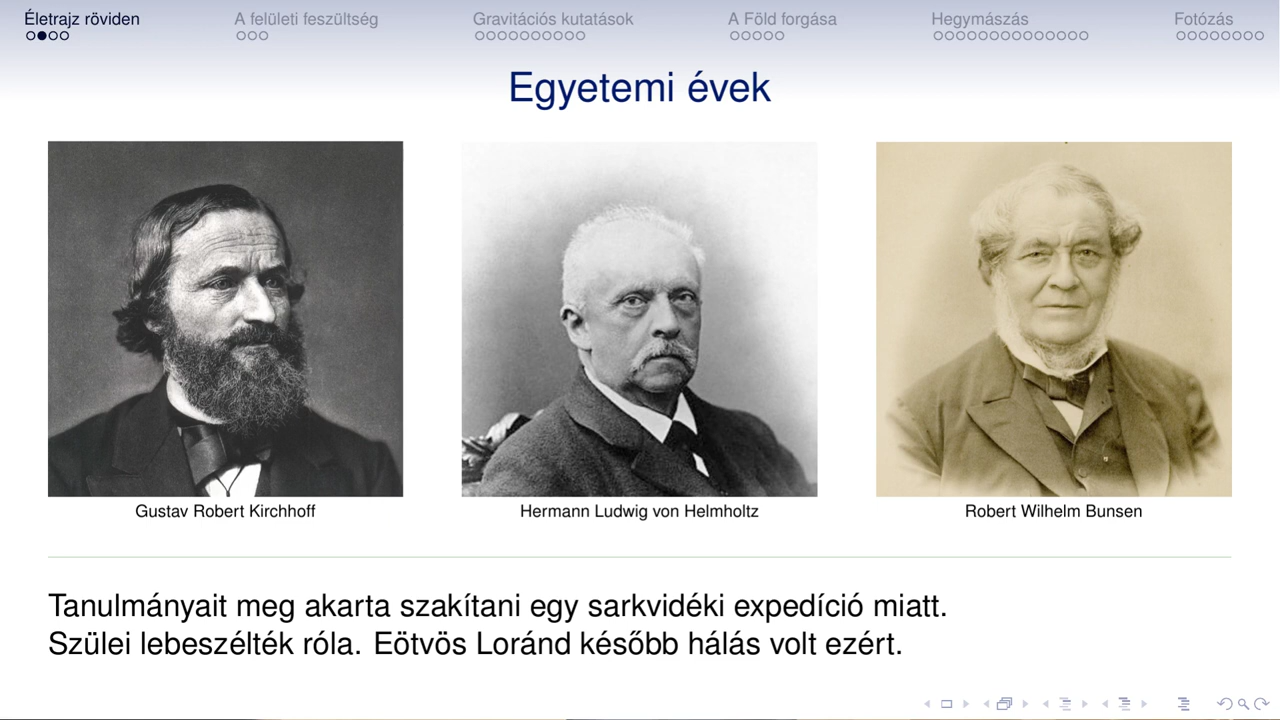 Életrajz röviden
A felületi feszültség
Gravitációs kutatások
A Föld forgása
Hegymászás
Fotózás
Egyetemi évek
Gustav Robert Kirchhoff
Hermann Ludwig von Helmholtz
Robert Wilhelm Bunsen
Tanulmányait meg akarta szakítani egy sarkvidéki expedíció miatt.
Szülei lebeszélték róla. Eötvös Loránd később hálás volt ezért.